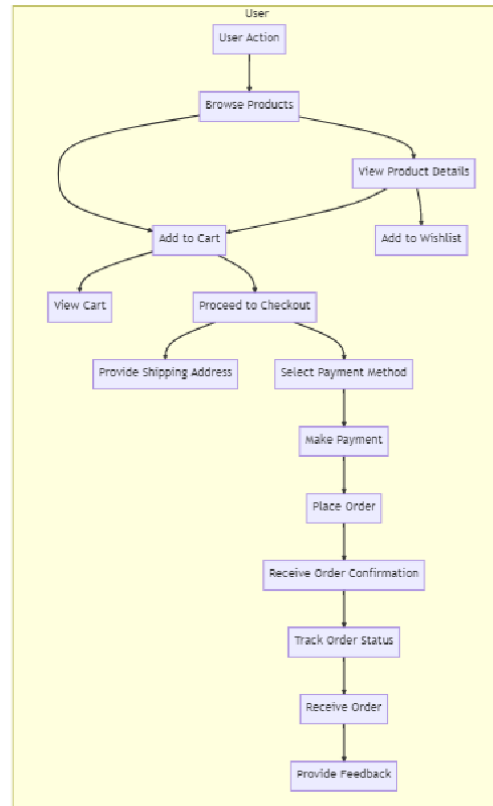 User
User Action
Browse Products
View Product Details
Add to Cart
Add to Wishlist
View Cart
Proceed to Checkout
Provide Shipping Address
Select Payment Method
Make Payment
Place Order
Receive Order Confirmation
Track Order Status
Receive Order
Provide Feedback